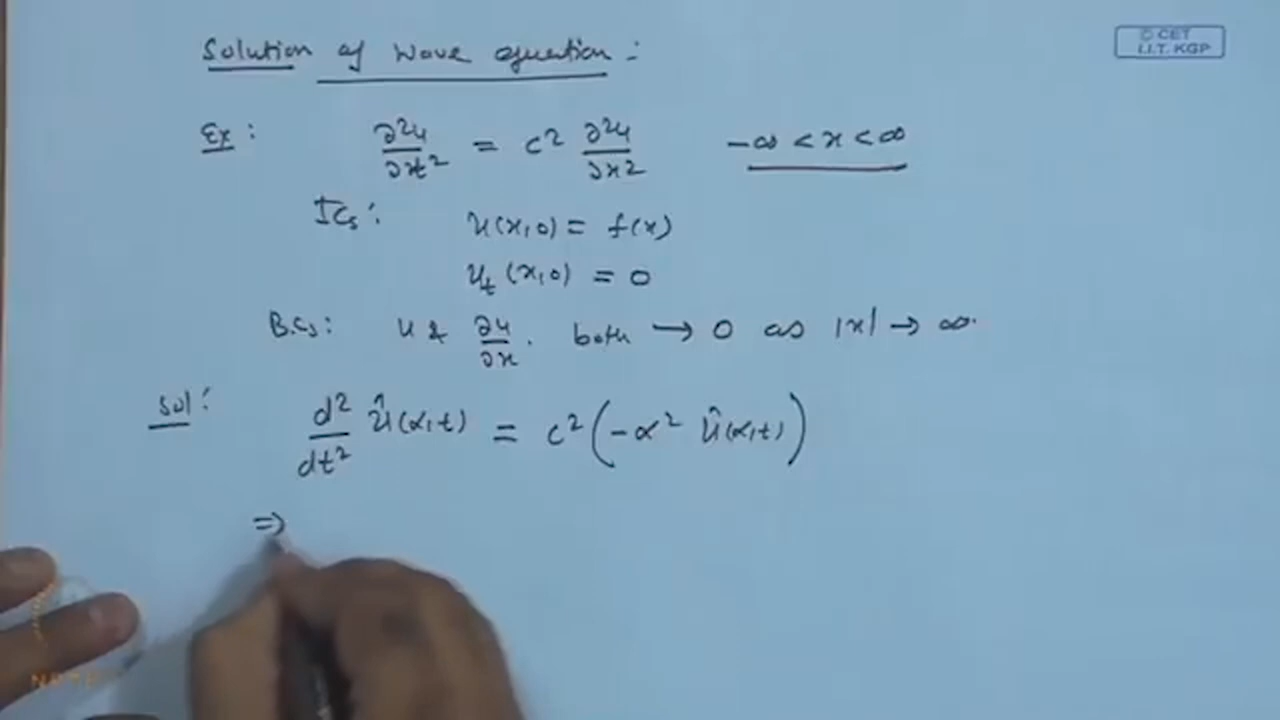 Solution of Wave equation :
© CET
I.I.T. KGP
Ex : ∂²u/∂t² = c² ∂²u/∂x² -∞ < x < ∞
ICs : u(x,0) = f(x)
u_t (x,0) = 0
B.Cs : u & ∂u/∂x . both → 0 as |x| → ∞.
Sol : d²/dt² û(α,t) = c² (-α² û(α,t))
⇒